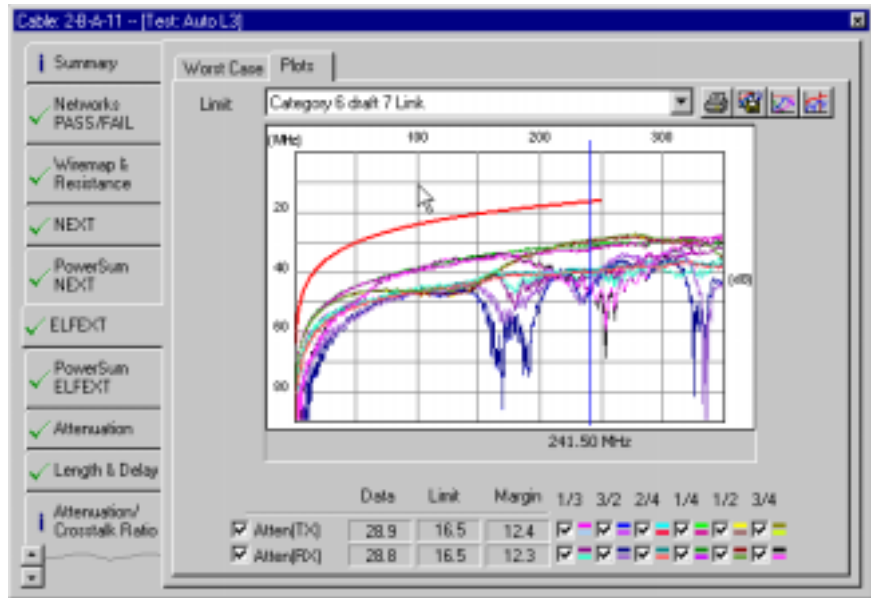 Cable: 2-B-A-11 -- [Test: Auto L3]
Summary
Networks
PASS/FAIL
Wiremap &
Resistance
NEXT
PowerSum
NEXT
ELFEXT
PowerSum
ELFEXT
Attenuation
Length & Delay
Attenuation/
Crosstalk Ratio
Worst Case Plots
Limit Category 6 draft 7 Link
(MHz) 100 200 300
20
40
(dB)
60
80
241.50 MHz
Data Limit Margin 1/3 3/2 2/4 1/4 1/2 3/4
Atten(TX) 28.9 16.5 12.4
Atten(RX) 28.8 16.5 12.3